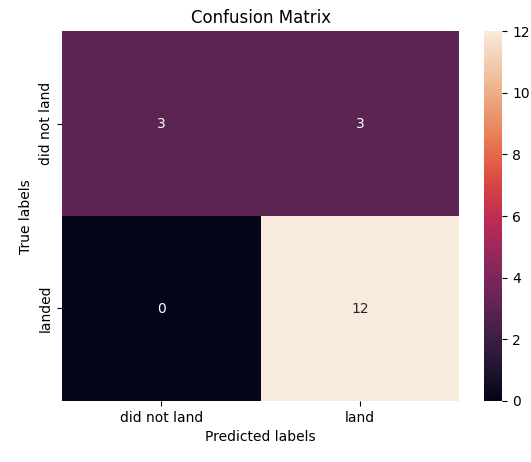 Confusion Matrix
did not land
landed
True labels
3
3
0
12
did not land
land
Predicted labels
12
10
8
6
4
2
0